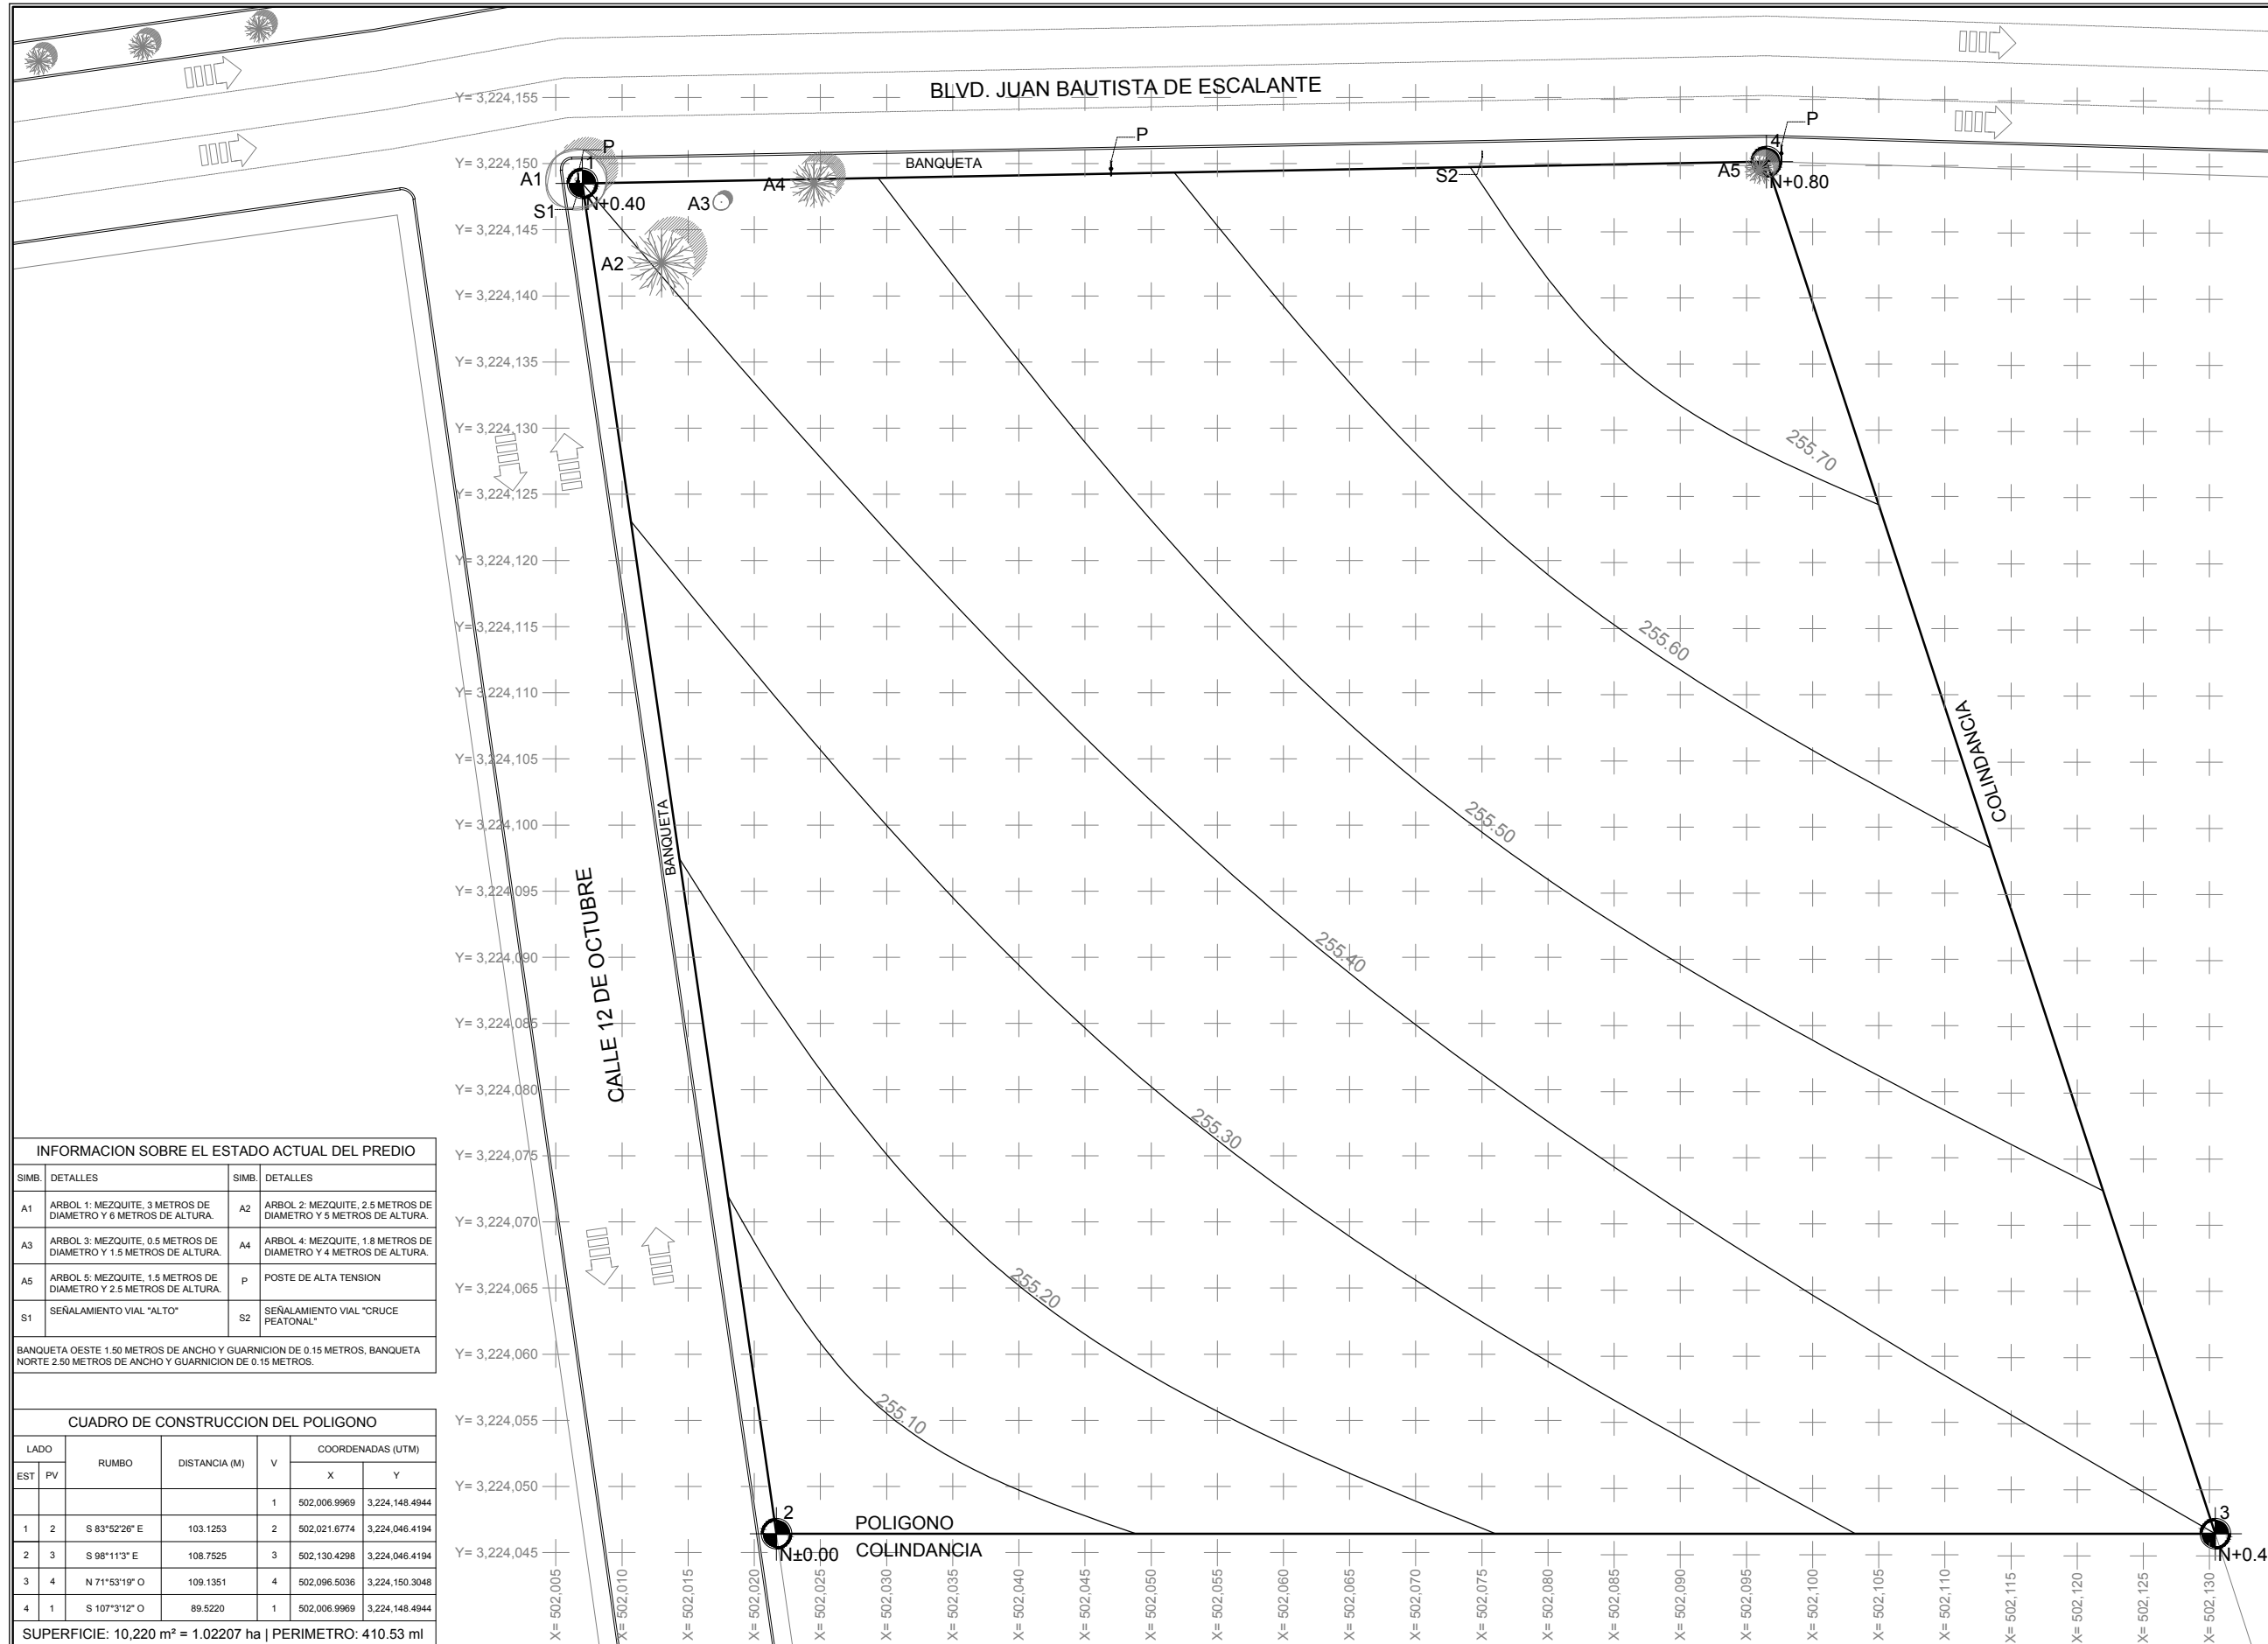 BLVD. JUAN BAUTISTA DE ESCALANTE
Y= 3,224,155
P
P
P
4
1
Y= 3,224,150
BANQUETA
A1
A4
S2
A5
N+0.80
S1
N+0.40
A3
Y= 3,224,145
A2
Y= 3,224,140
Y= 3,224,135
Y= 3,224,130
255.70
Y= 3,224,125
Y= 3,224,120
Y= 3,224,115
255.60
Y= 3,224,110
COLINDANCIA
Y= 3,224,105
BANQUETA
Y= 3,224,100
255.50
Y= 3,224,095
CALLE 12 DE OCTUBRE
Y= 3,224,090
255.40
Y= 3,224,085
Y= 3,224,080
255.30
Y= 3,224,075
Y= 3,224,070
Y= 3,224,065
255.20
Y= 3,224,060
Y= 3,224,055
255.10
Y= 3,224,050
2
3
POLIGONO
N±0.00
COLINDANCIA
N+0.4
Y= 3,224,045
X= 502,005
X= 502,010
X= 502,015
X= 502,020
X= 502,025
X= 502,030
X= 502,035
X= 502,040
X= 502,045
X= 502,050
X= 502,055
X= 502,060
X= 502,065
X= 502,070
X= 502,075
X= 502,080
X= 502,085
X= 502,090
X= 502,095
X= 502,100
X= 502,105
X= 502,110
X= 502,115
X= 502,120
X= 502,125
X= 502,130
INFORMACION SOBRE EL ESTADO ACTUAL DEL PREDIO
SIMB. DETALLES SIMB. DETALLES
A1 ARBOL 1: MEZQUITE, 3 METROS DE
DIAMETRO Y 6 METROS DE ALTURA.
A2 ARBOL 2: MEZQUITE, 2.5 METROS DE
DIAMETRO Y 5 METROS DE ALTURA.
A3 ARBOL 3: MEZQUITE, 0.5 METROS DE
DIAMETRO Y 1.5 METROS DE ALTURA.
A4 ARBOL 4: MEZQUITE, 1.8 METROS DE
DIAMETRO Y 4 METROS DE ALTURA.
A5 ARBOL 5: MEZQUITE, 1.5 METROS DE
DIAMETRO Y 2.5 METROS DE ALTURA.
P POSTE DE ALTA TENSION
S1 SEÑALAMIENTO VIAL "ALTO"
S2 SEÑALAMIENTO VIAL "CRUCE
PEATONAL"
BANQUETA OESTE 1.50 METROS DE ANCHO Y GUARNICION DE 0.15 METROS, BANQUETA
NORTE 2.50 METROS DE ANCHO Y GUARNICION DE 0.15 METROS.
CUADRO DE CONSTRUCCION DEL POLIGONO
LADO RUMBO DISTANCIA (M) V COORDENADAS (UTM)
EST PV X Y
1 502,006.9969 3,224,148.4944
1 2 S 83°52'26" E 103.1253 2 502,021.6774 3,224,046.4194
2 3 S 98°11'3" E 108.7525 3 502,130.4298 3,224,046.4194
3 4 N 71°53'19" O 109.1351 4 502,096.5036 3,224,150.3048
4 1 S 107°3'12" O 89.5220 1 502,006.9969 3,224,148.4944
SUPERFICIE: 10,220 m² = 1.02207 ha | PERIMETRO: 410.53 ml